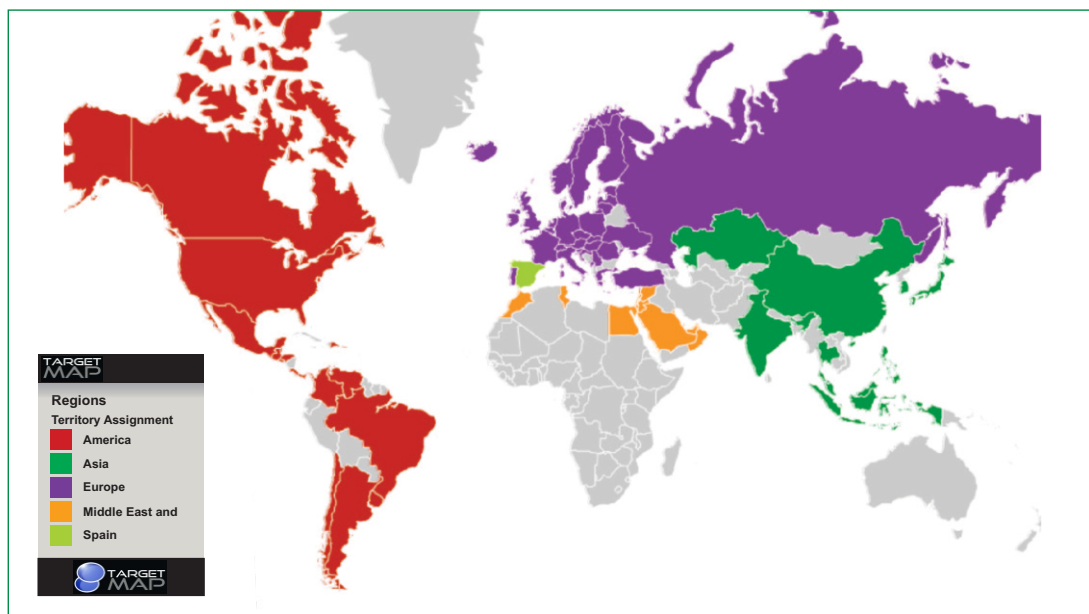 TARGET
MAP
Regions
Territory Assignment
America
Asia
Europe
Middle East and
Spain
TARGET
MAP